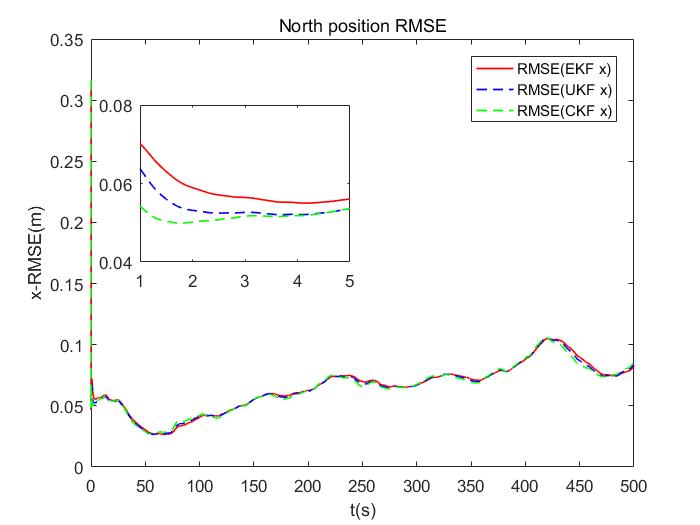 North position RMSE
0.35
0.3
0.25
0.2
0.15
0.1
0.05
0
x-RMSE(m)
RMSE(EKF x)
RMSE(UKF x)
RMSE(CKF x)
0.08
0.06
0.04
1 2 3 4 5
0 50 100 150 200 250 300 350 400 450 500
t(s)